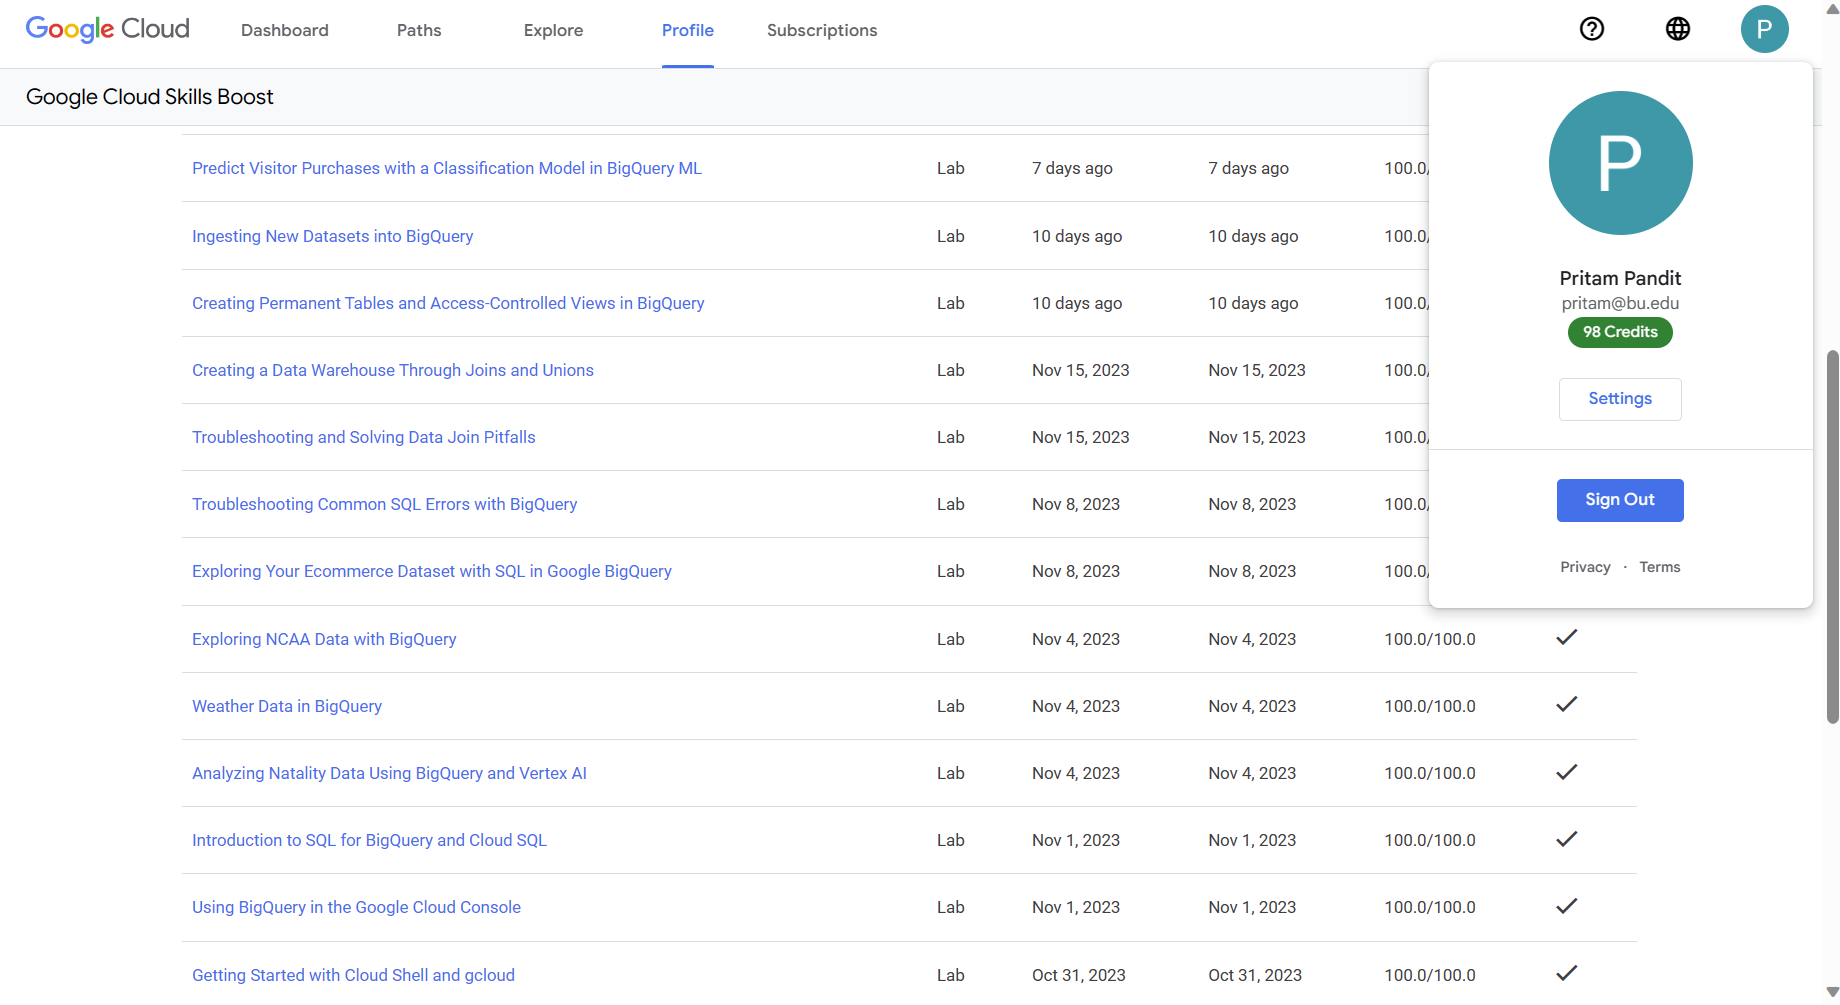 Google Cloud Dashboard Paths Explore Profile Subscriptions P
Google Cloud Skills Boost
Predict Visitor Purchases with a Classification Model in BigQuery ML Lab 7 days ago 7 days ago 100.0/
Ingesting New Datasets into BigQuery Lab 10 days ago 10 days ago 100.0/
Creating Permanent Tables and Access-Controlled Views in BigQuery Lab 10 days ago 10 days ago 100.0/
Creating a Data Warehouse Through Joins and Unions Lab Nov 15, 2023 Nov 15, 2023 100.0/
Troubleshooting and Solving Data Join Pitfalls Lab Nov 15, 2023 Nov 15, 2023 100.0/
Troubleshooting Common SQL Errors with BigQuery Lab Nov 8, 2023 Nov 8, 2023 100.0/
Exploring Your Ecommerce Dataset with SQL in Google BigQuery Lab Nov 8, 2023 Nov 8, 2023 100.0/
Exploring NCAA Data with BigQuery Lab Nov 4, 2023 Nov 4, 2023 100.0/100.0
Weather Data in BigQuery Lab Nov 4, 2023 Nov 4, 2023 100.0/100.0
Analyzing Natality Data Using BigQuery and Vertex AI Lab Nov 4, 2023 Nov 4, 2023 100.0/100.0
Introduction to SQL for BigQuery and Cloud SQL Lab Nov 1, 2023 Nov 1, 2023 100.0/100.0
Using BigQuery in the Google Cloud Console Lab Nov 1, 2023 Nov 1, 2023 100.0/100.0
Getting Started with Cloud Shell and gcloud Lab Oct 31, 2023 Oct 31, 2023 100.0/100.0
P
Pritam Pandit
pritam@bu.edu
98 Credits
Settings
Sign Out
Privacy · Terms